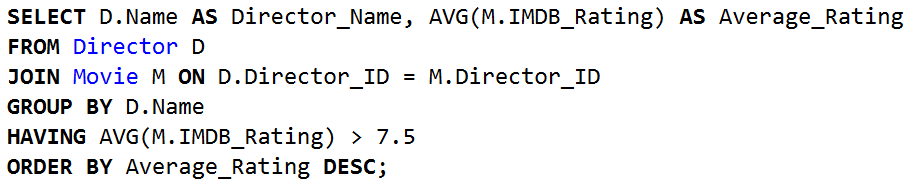 SELECT D.Name AS Director_Name, AVG(M.IMDB_Rating) AS Average_Rating
FROM Director D
JOIN Movie M ON D.Director_ID = M.Director_ID
GROUP BY D.Name
HAVING AVG(M.IMDB_Rating) > 7.5
ORDER BY Average_Rating DESC;